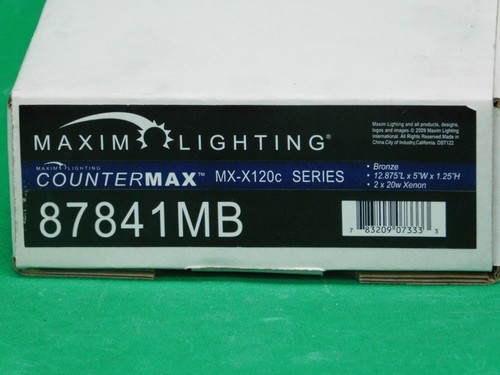 MAXIM LIGHTING®
Maxim Lighting and all products, designs,
logos and images © 2009 Maxim Lighting
International. All Rights Reserved. Made in
China. City of Industry, California. DST122
MAXIM LIGHTING
COUNTERMAX™ MX-X120c SERIES
• Bronze
• 12.875"L x 5"W x 1.25"H
• 2 x 20w Xenon
87841MB
7 83209 07333 3